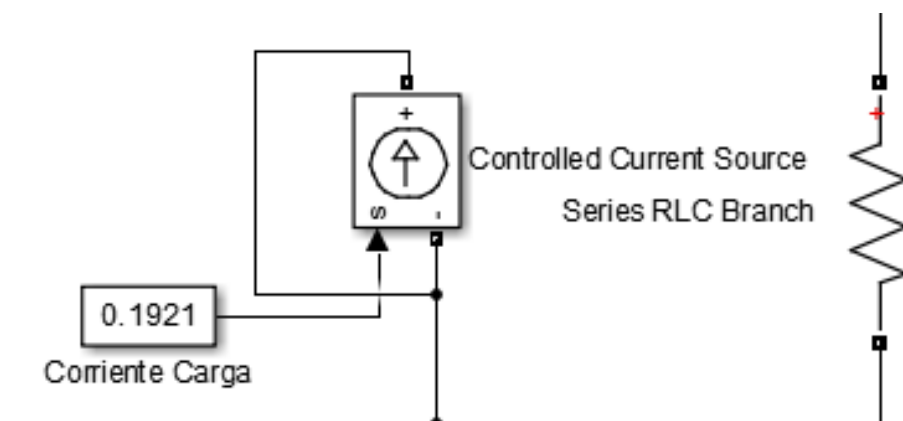 +
+
Controlled Current Source
s
-
Series RLC Branch
0.1921
Corriente Carga